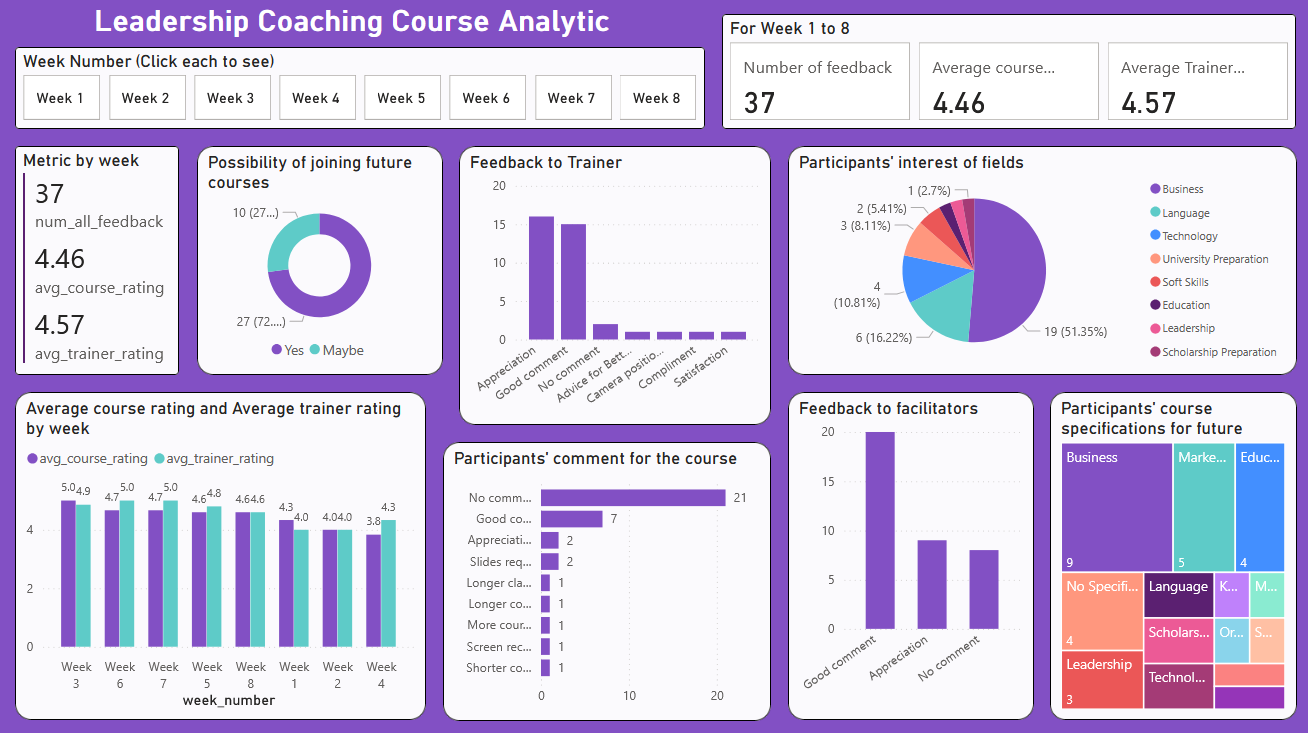 Leadership Coaching Course Analytic
Week Number (Click each to see)
Week 1
Week 2
Week 3
Week 4
Week 5
Week 6
Week 7
Week 8
For Week 1 to 8
Number of feedback
37
Average course...
4.46
Average Trainer...
4.57
Metric by week
37
num_all_feedback
4.46
avg_course_rating
4.57
avg_trainer_rating
Possibility of joining future
courses
10 (27...)
27 (72....)
Yes
Maybe
Feedback to Trainer
20
15
10
5
0
Appreciation
Good comment
No comment
Advice for Bett...
Camera positio...
Compliment
Satisfaction
Participants' interest of fields
1 (2.7%)
2 (5.41%)
3 (8.11%)
4
(10.81%)
6 (16.22%)
19 (51.35%)
Business
Language
Technology
University Preparation
Soft Skills
Education
Leadership
Scholarship Preparation
Average course rating and Average trainer rating
by week
avg_course_rating
avg_trainer_rating
5.0
4.9
4.7
5.0
4.7
5.0
4.6
4.8
4.6
4.6
4.3
4.0
4.0
4.0
3.8
4.3
4
2
0
Week
3
Week
6
Week
7
Week
5
Week
8
Week
1
Week
2
Week
4
week_number
Participants' comment for the course
No comm...
21
Good co...
7
Appreciati...
2
Slides req...
2
Longer cla...
1
Longer co...
1
More cour...
1
Screen rec...
1
Shorter co...
1
0
10
20
Feedback to facilitators
20
15
10
5
0
Good comment
Appreciation
No comment
Participants' course
specifications for future
Business
9
Marke...
5
Educ...
4
No Specifi...
4
Leadership
3
Language
Scholars...
Technol...
K...
M...
Or...
S...